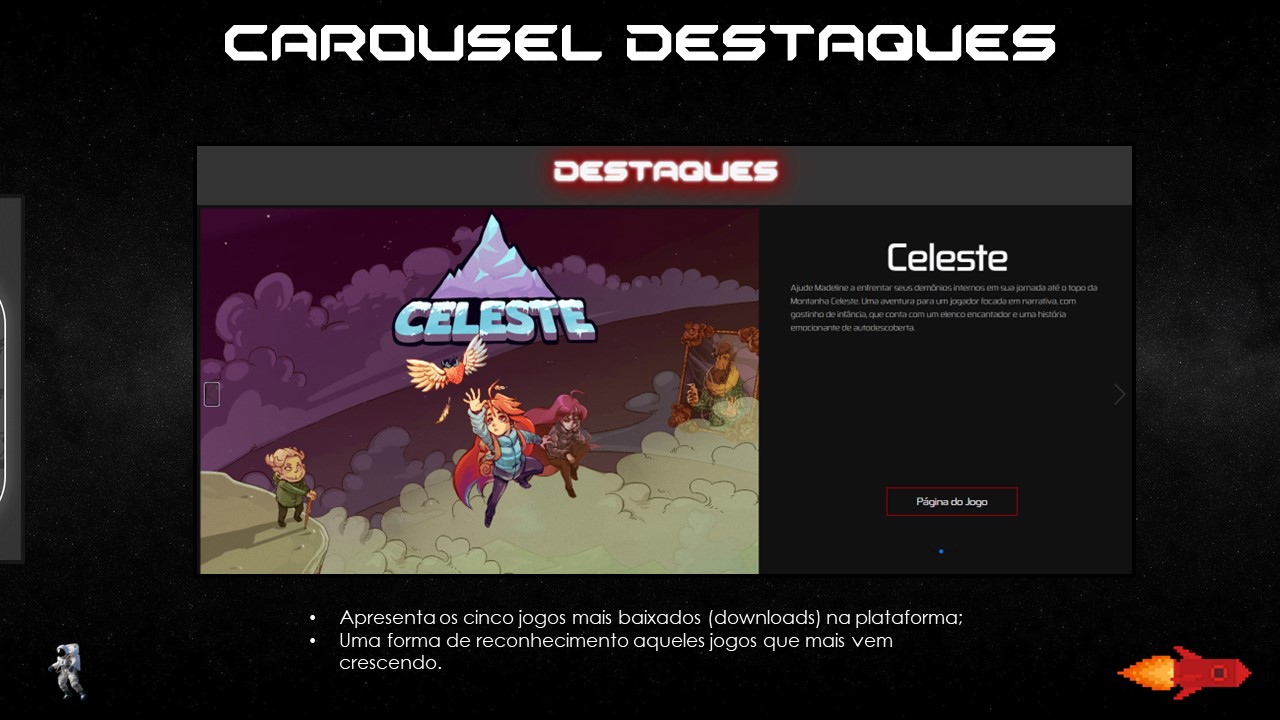 CAROUSEL DESTAQUES
DESTAQUES
CELESTE
Celeste
Ajude Madeline a enfrentar seus demônios internos em sua jornada até o topo da
Montanha Celeste. Uma aventura para um jogador focada em narrativa, com
gostinho de infância, que conta com um elenco encantador e uma história
emocionante de autodescoberta.
Página do Jogo
• Apresenta os cinco jogos mais baixados (downloads) na plataforma;
• Uma forma de reconhecimento aqueles jogos que mais vem
crescendo.